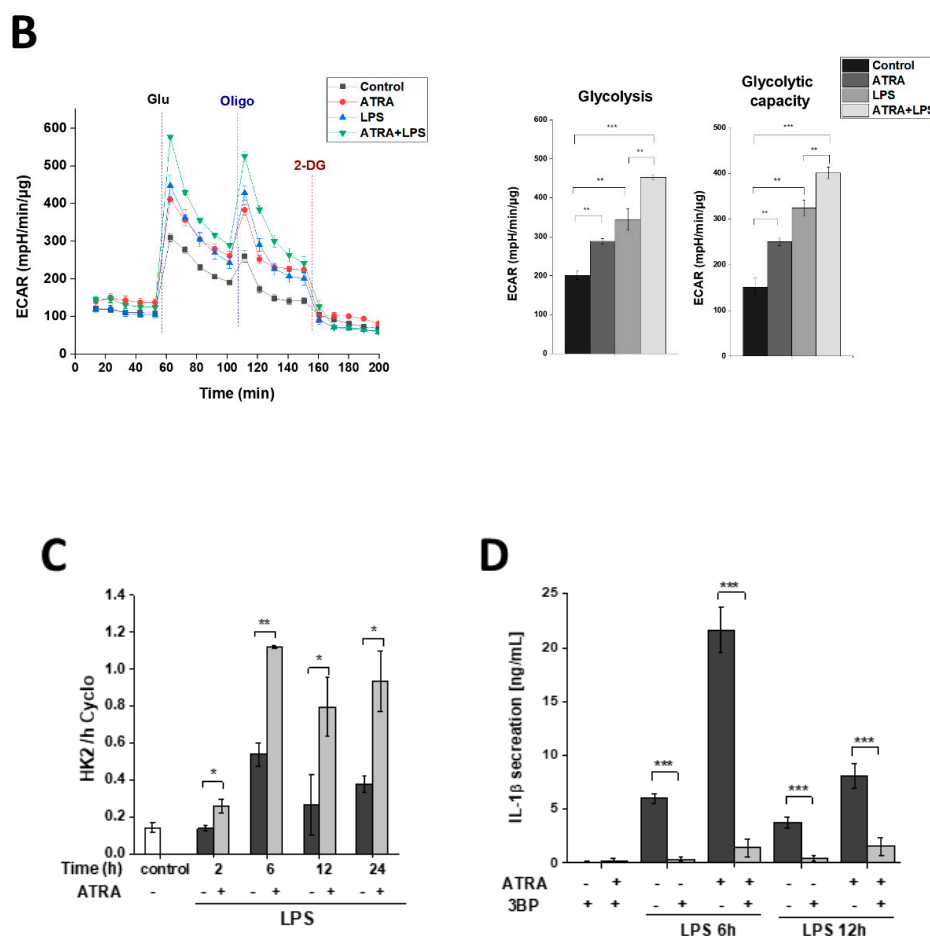 B
Glu
Oligo
2-DG
Control
ATRA
LPS
ATRA+LPS
ECAR (mpH/min/µg)
600
500
400
300
200
100
0
0 20 40 60 80 100 120 140 160 180 200
Time (min)
Control
ATRA
LPS
ATRA+LPS
Glycolysis
ECAR (mpH/min/µg)
600
500
400
300
200
100
0
***
**
**
**
Glycolytic
capacity
ECAR (mpH/min/µg)
500
400
300
200
100
0
***
**
**
**
C
HK2 /h Cyclo
1.4
1.2
1.0
0.8
0.6
0.4
0.2
0.0
*
**
*
*
Time (h) control 2 6 12 24
ATRA - - + - + - + - +
LPS
D
IL-1β secreation [ng/mL]
25
20
15
10
5
0
***
***
***
***
ATRA - + - - + + - - + +
3BP + + - + - + - + - +
LPS 6h LPS 12h